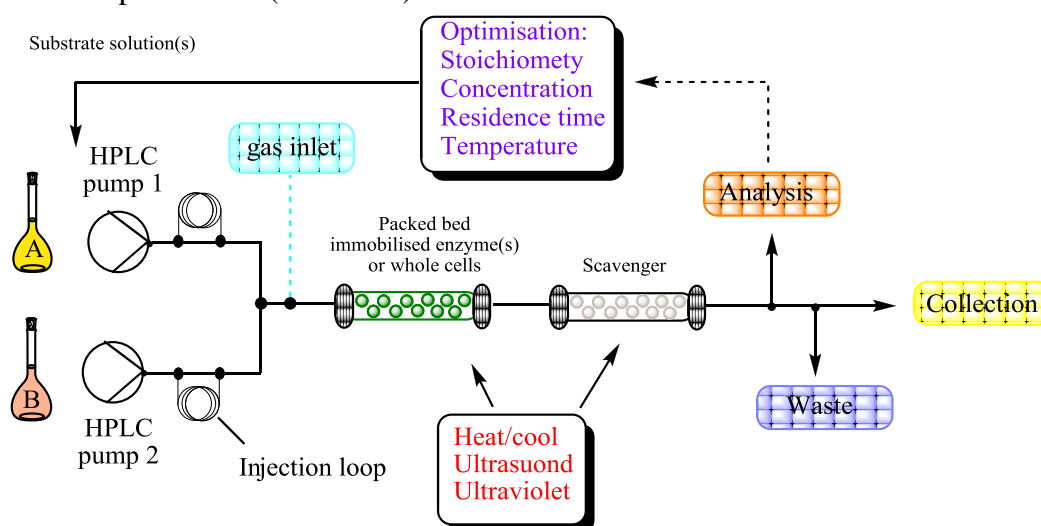 Substrate solution(s)
Optimisation:
Stoichiomety
Concentration
Residence time
Temperature
gas inlet
HPLC
pump 1
Analysis
A
Packed bed
immobilised enzyme(s)
or whole cells
Scavenger
Collection
B
HPLC
pump 2
Injection loop
Heat/cool
Ultrasuond
Ultraviolet
Waste